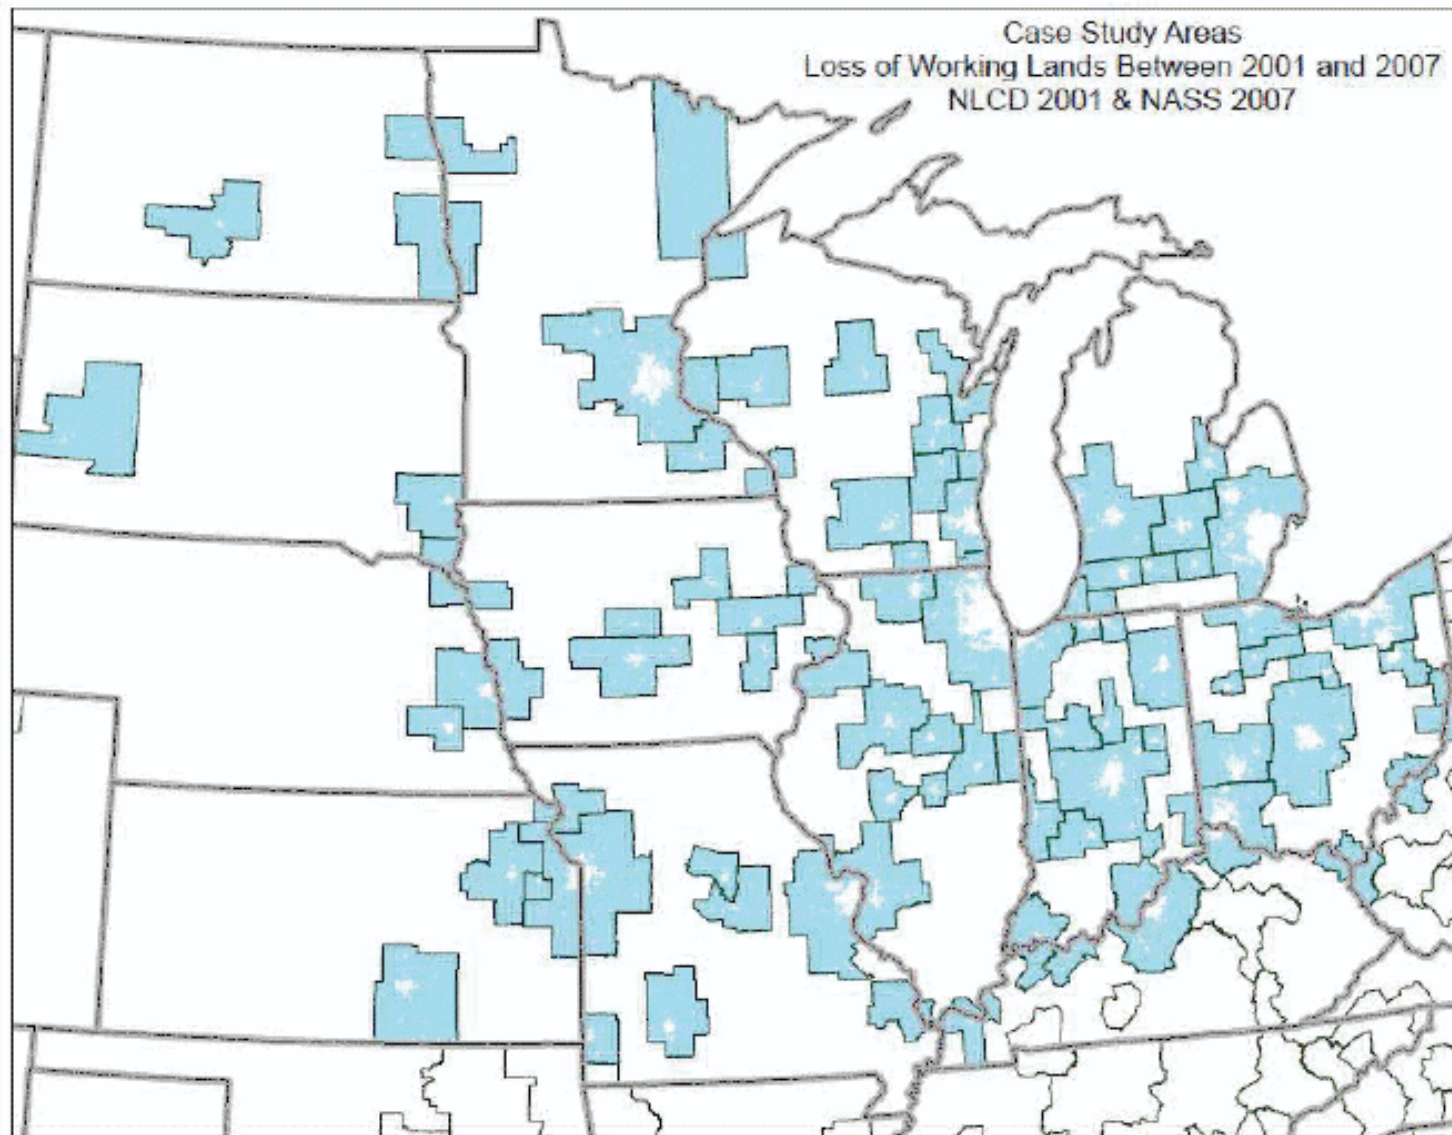 Case Study Areas
Loss of Working Lands Between 2001 and 2007
NLCD 2001 & NASS 2007